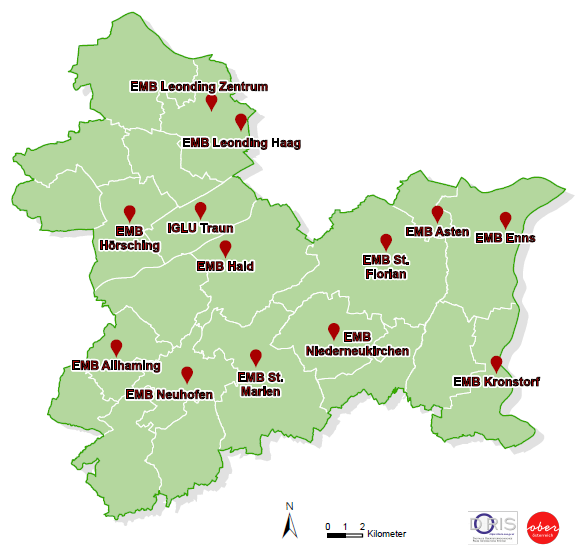 EMB Leonding Zentrum
EMB Leonding Haag
EMB
Hörsching
IGLU Traun
EMB Haid
EMB Asten
EMB Enns
EMB St.
Florian
EMB
Niederneukirchen
EMB Allhaming
EMB Neuhofen
EMB St.
Marien
EMB Kronstorf
N
0 1 2
Kilometer
DORIS
ober
österreich